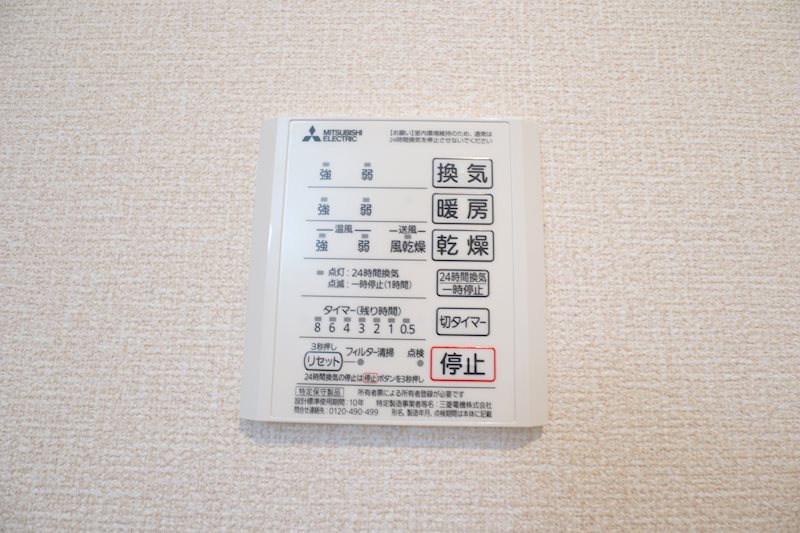 MITSUBISHI
ELECTRIC
【お願い】室内環境維持のため、通常は
24時間換気を停止させないでください
強 弱 換気
強 弱 暖房
温風 送風
強 弱 風乾燥 乾燥
点灯：24時間換気
点滅：一時停止(1時間)
24時間換気
一時停止
タイマー(残り時間)
8 6 4 3 2 1 0.5
切タイマー
3秒押し
リセット フィルター清掃 点検
停止
24時間換気の停止は停止ボタンを3秒押し
特定保守製品 所有者票による所有者登録が必要です
設計標準使用期間：10年 特定製造事業者等名：三菱電機株式会社
問合せ連絡先：0120-490-499 形名、製造年月、点検期間は本体に記載